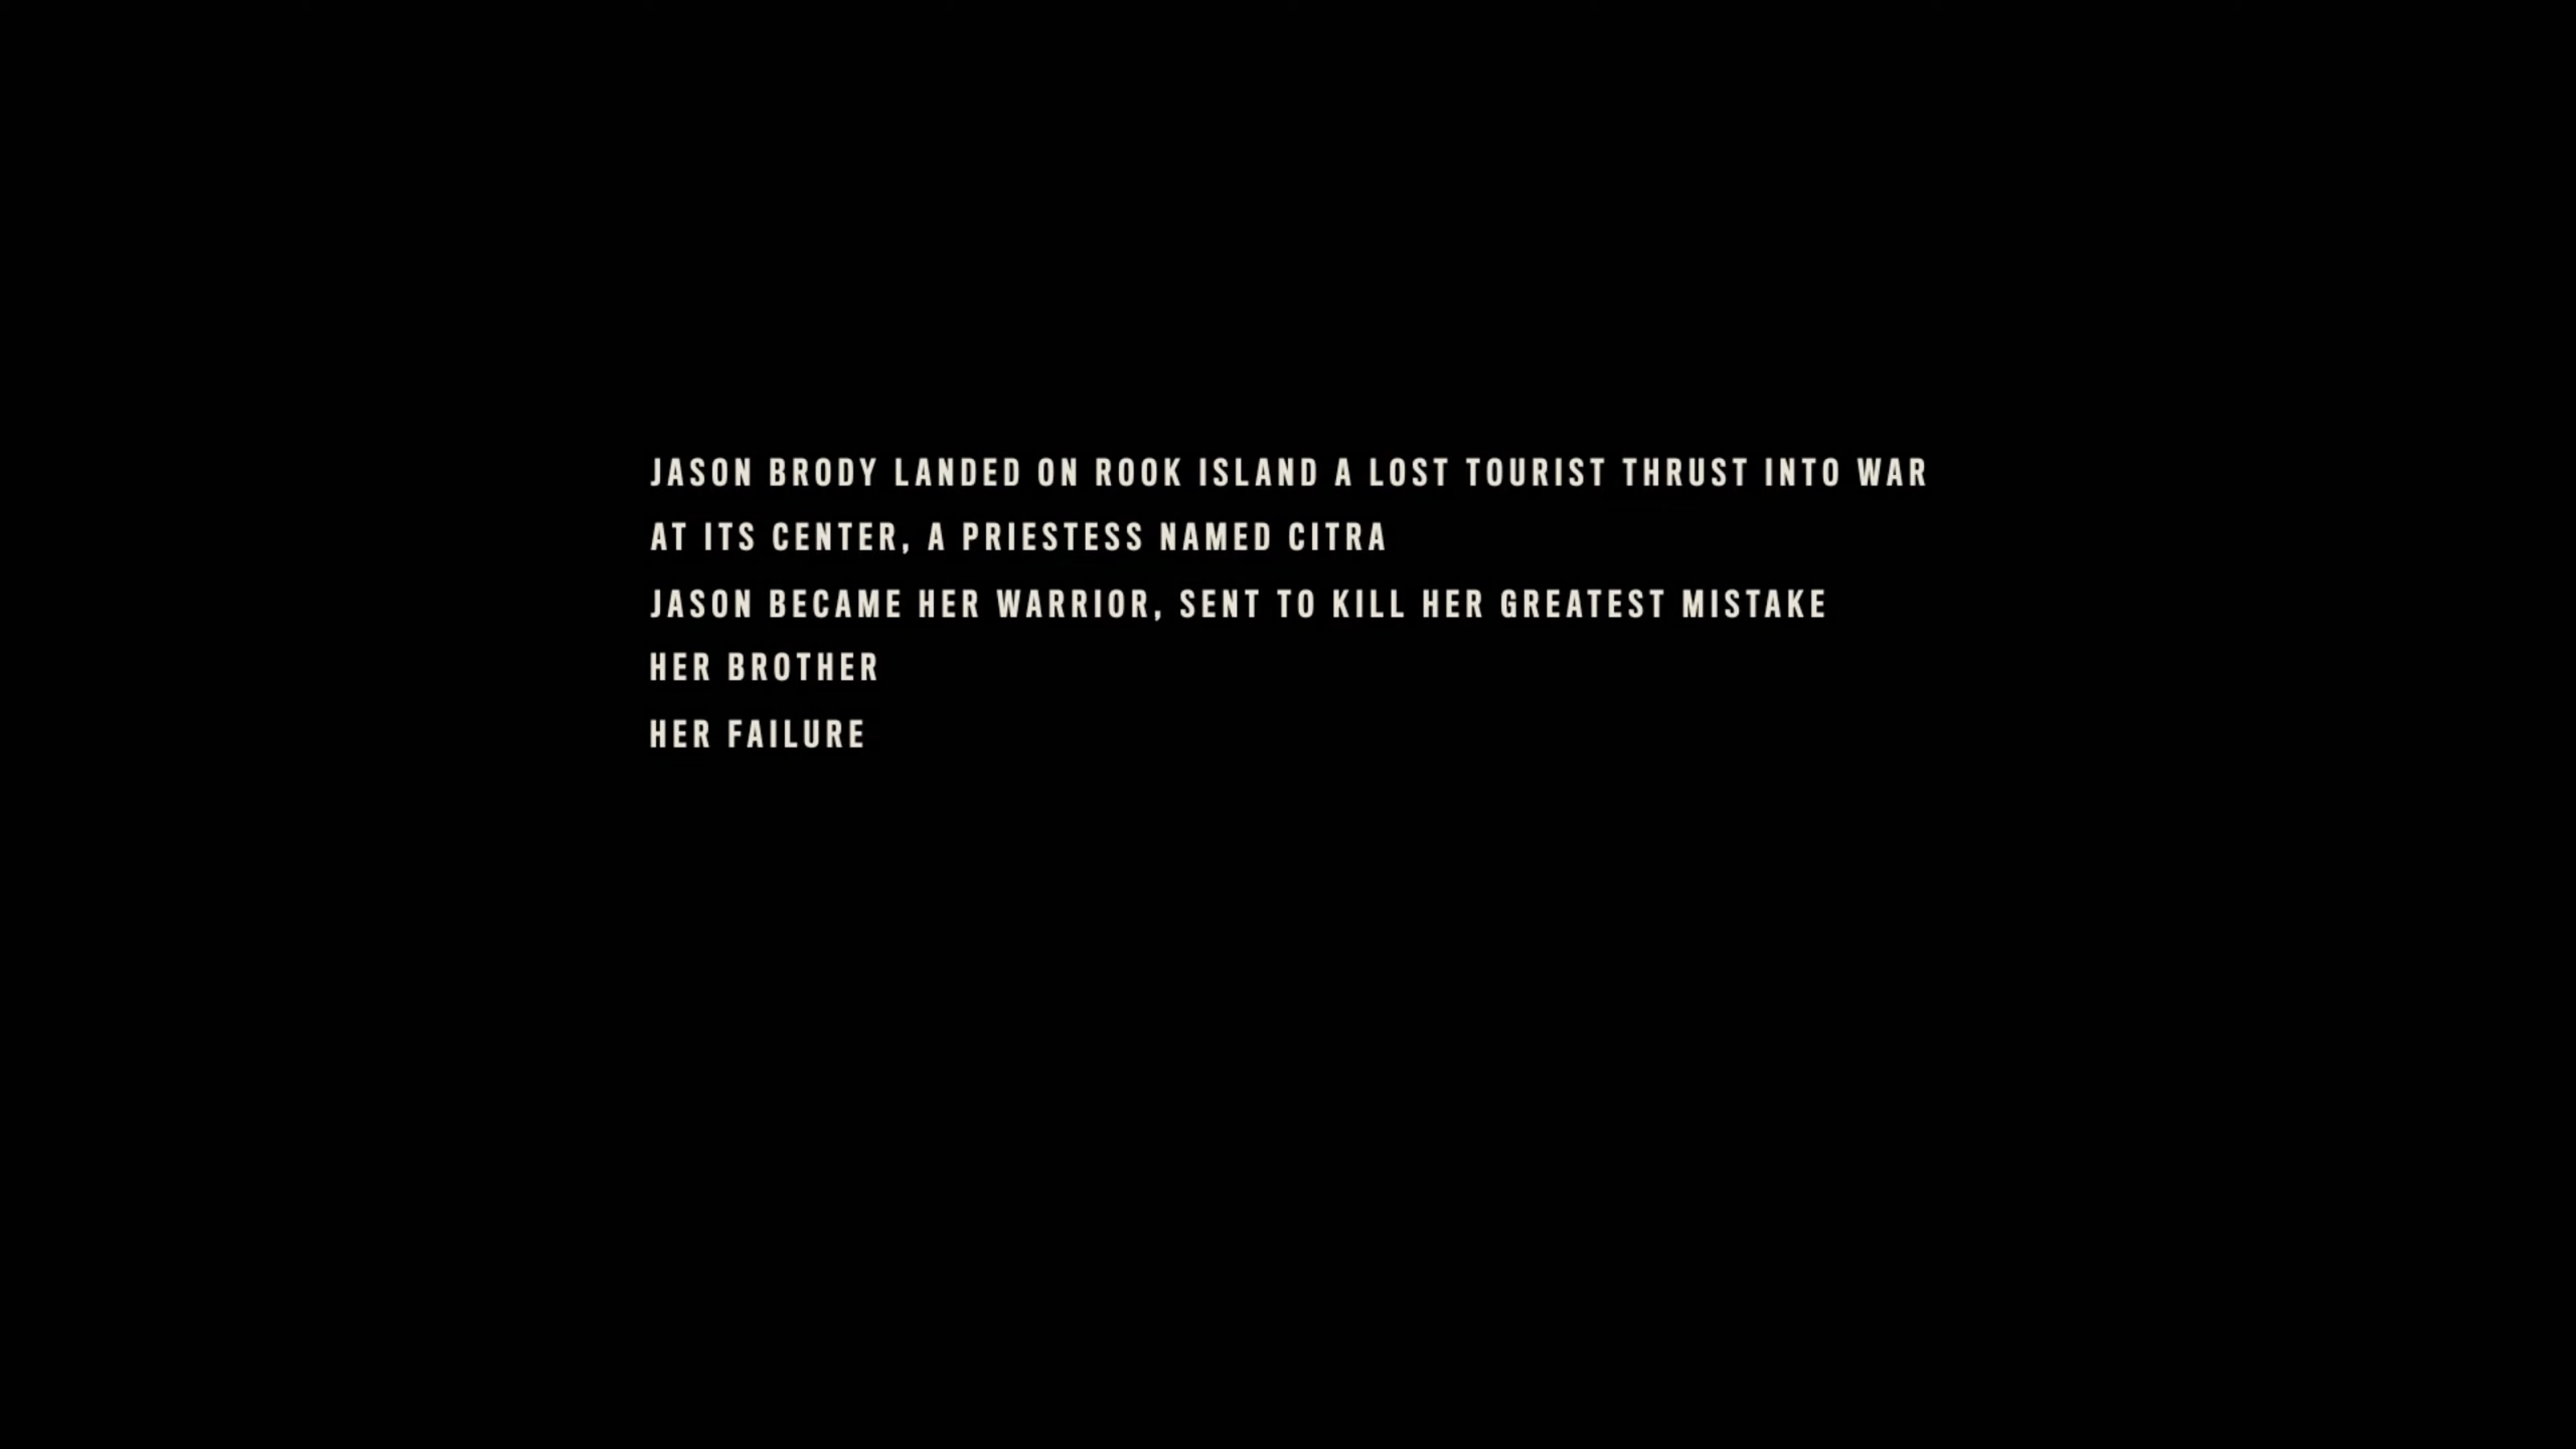 JASON BRODY LANDED ON ROOK ISLAND A LOST TOURIST THRUST INTO WAR
AT ITS CENTER, A PRIESTESS NAMED CITRA
JASON BECAME HER WARRIOR, SENT TO KILL HER GREATEST MISTAKE
HER BROTHER
HER FAILURE